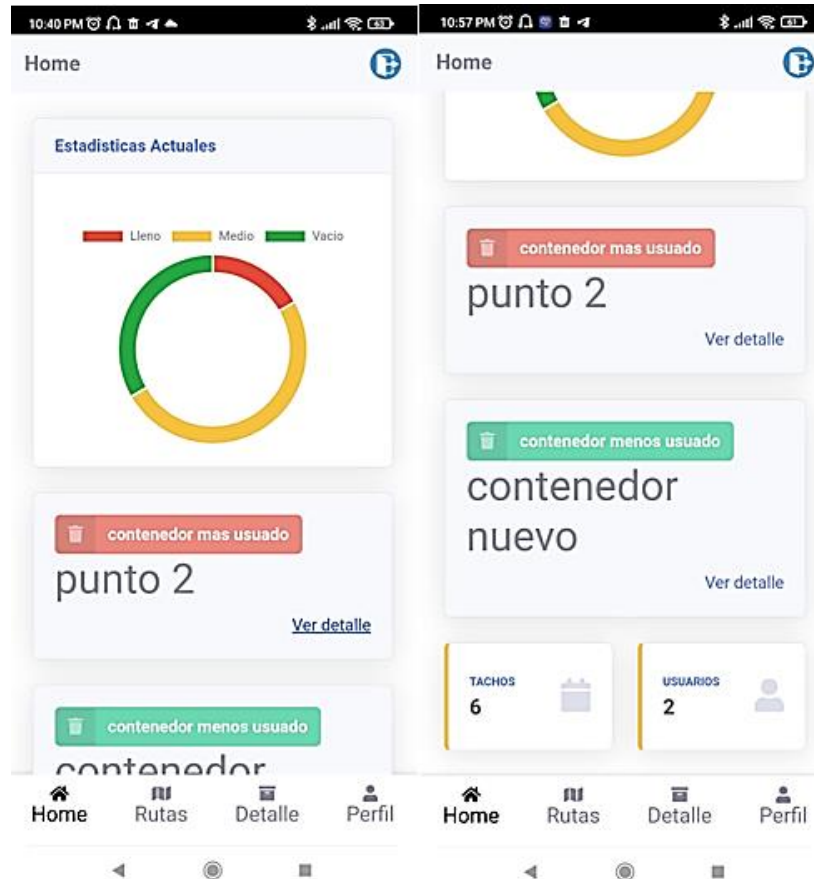 10:40 PM
63
Home
Estadisticas Actuales
Lleno Medio Vacio
contenedor mas usuado
punto 2
Ver detalle
contenedor menos usuado
contenedor
Home Rutas Detalle Perfil
10:57 PM
61
Home
contenedor mas usuado
punto 2
Ver detalle
contenedor menos usuado
contenedor
nuevo
Ver detalle
TACHOS
6
USUARIOS
2
Home Rutas Detalle Perfil